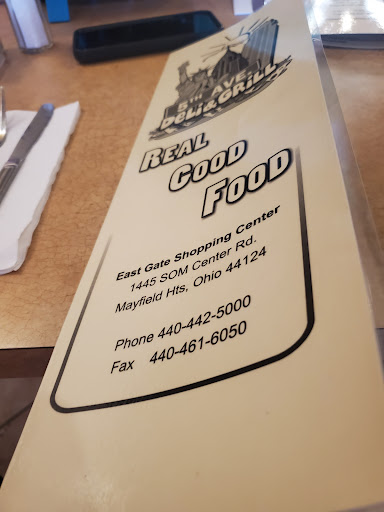 5TH AVE.
DELI & GRILL
REAL
GOOD
FOOD
East Gate Shopping Center
1445 SOM Center Rd.
Mayfield Hts, Ohio 44124
Phone 440-442-5000
Fax 440-461-6050